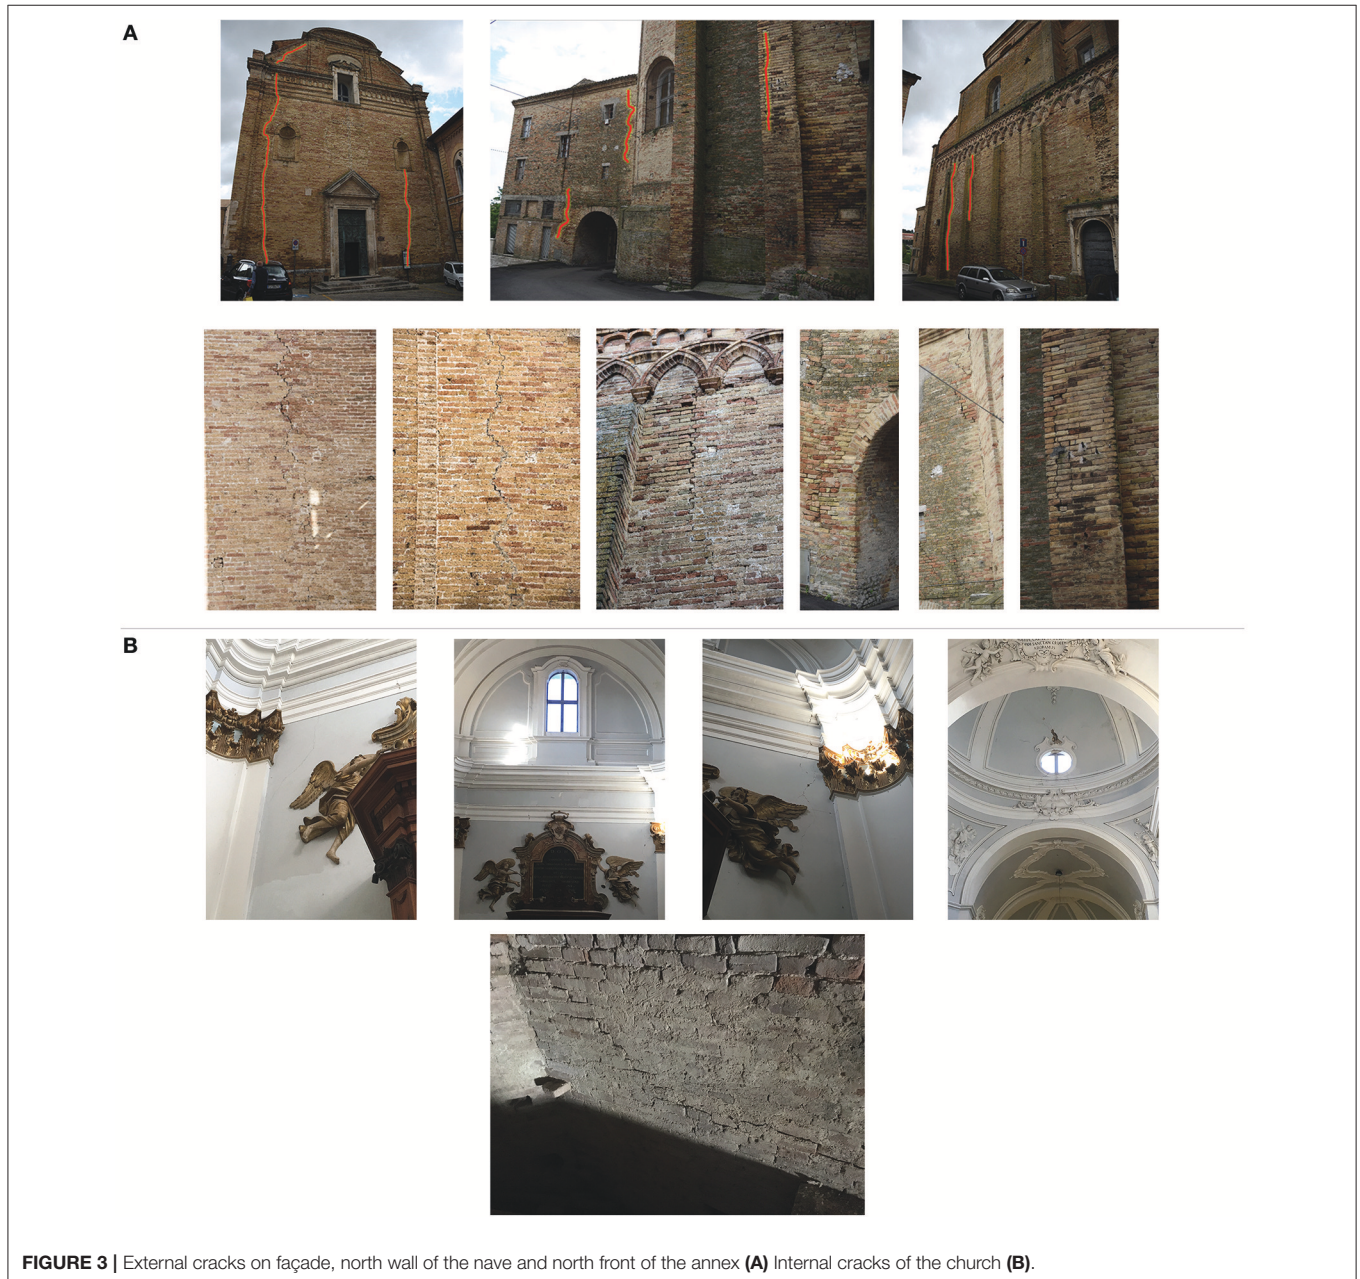 A
B
FIGURE 3 | External cracks on façade, north wall of the nave and north front of the annex (A) Internal cracks of the church (B).